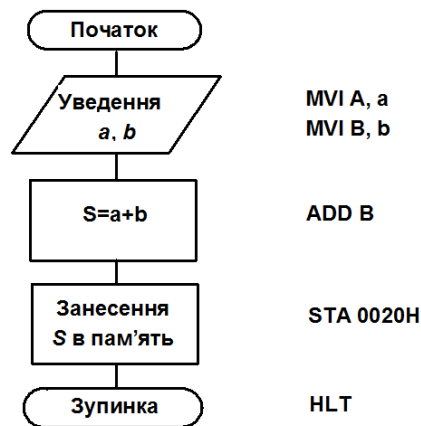 Початок
Уведення
a, b
MVI A, a
MVI B, b
S=a+b
ADD B
Занесення
S в пам’ять
STA 0020H
Зупинка
HLT